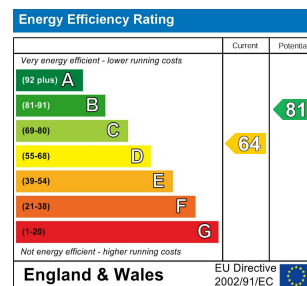 Energy Efficiency Rating
Current
Potentia
Very energy efficient - lower running costs
(92 plus) A
(81-91) B
81
(69-80) C
64
(55-68) D
(39-54) E
(21-38) F
(1-20) G
Not energy efficient - higher running costs
England & Wales
EU Directive
2002/91/EC